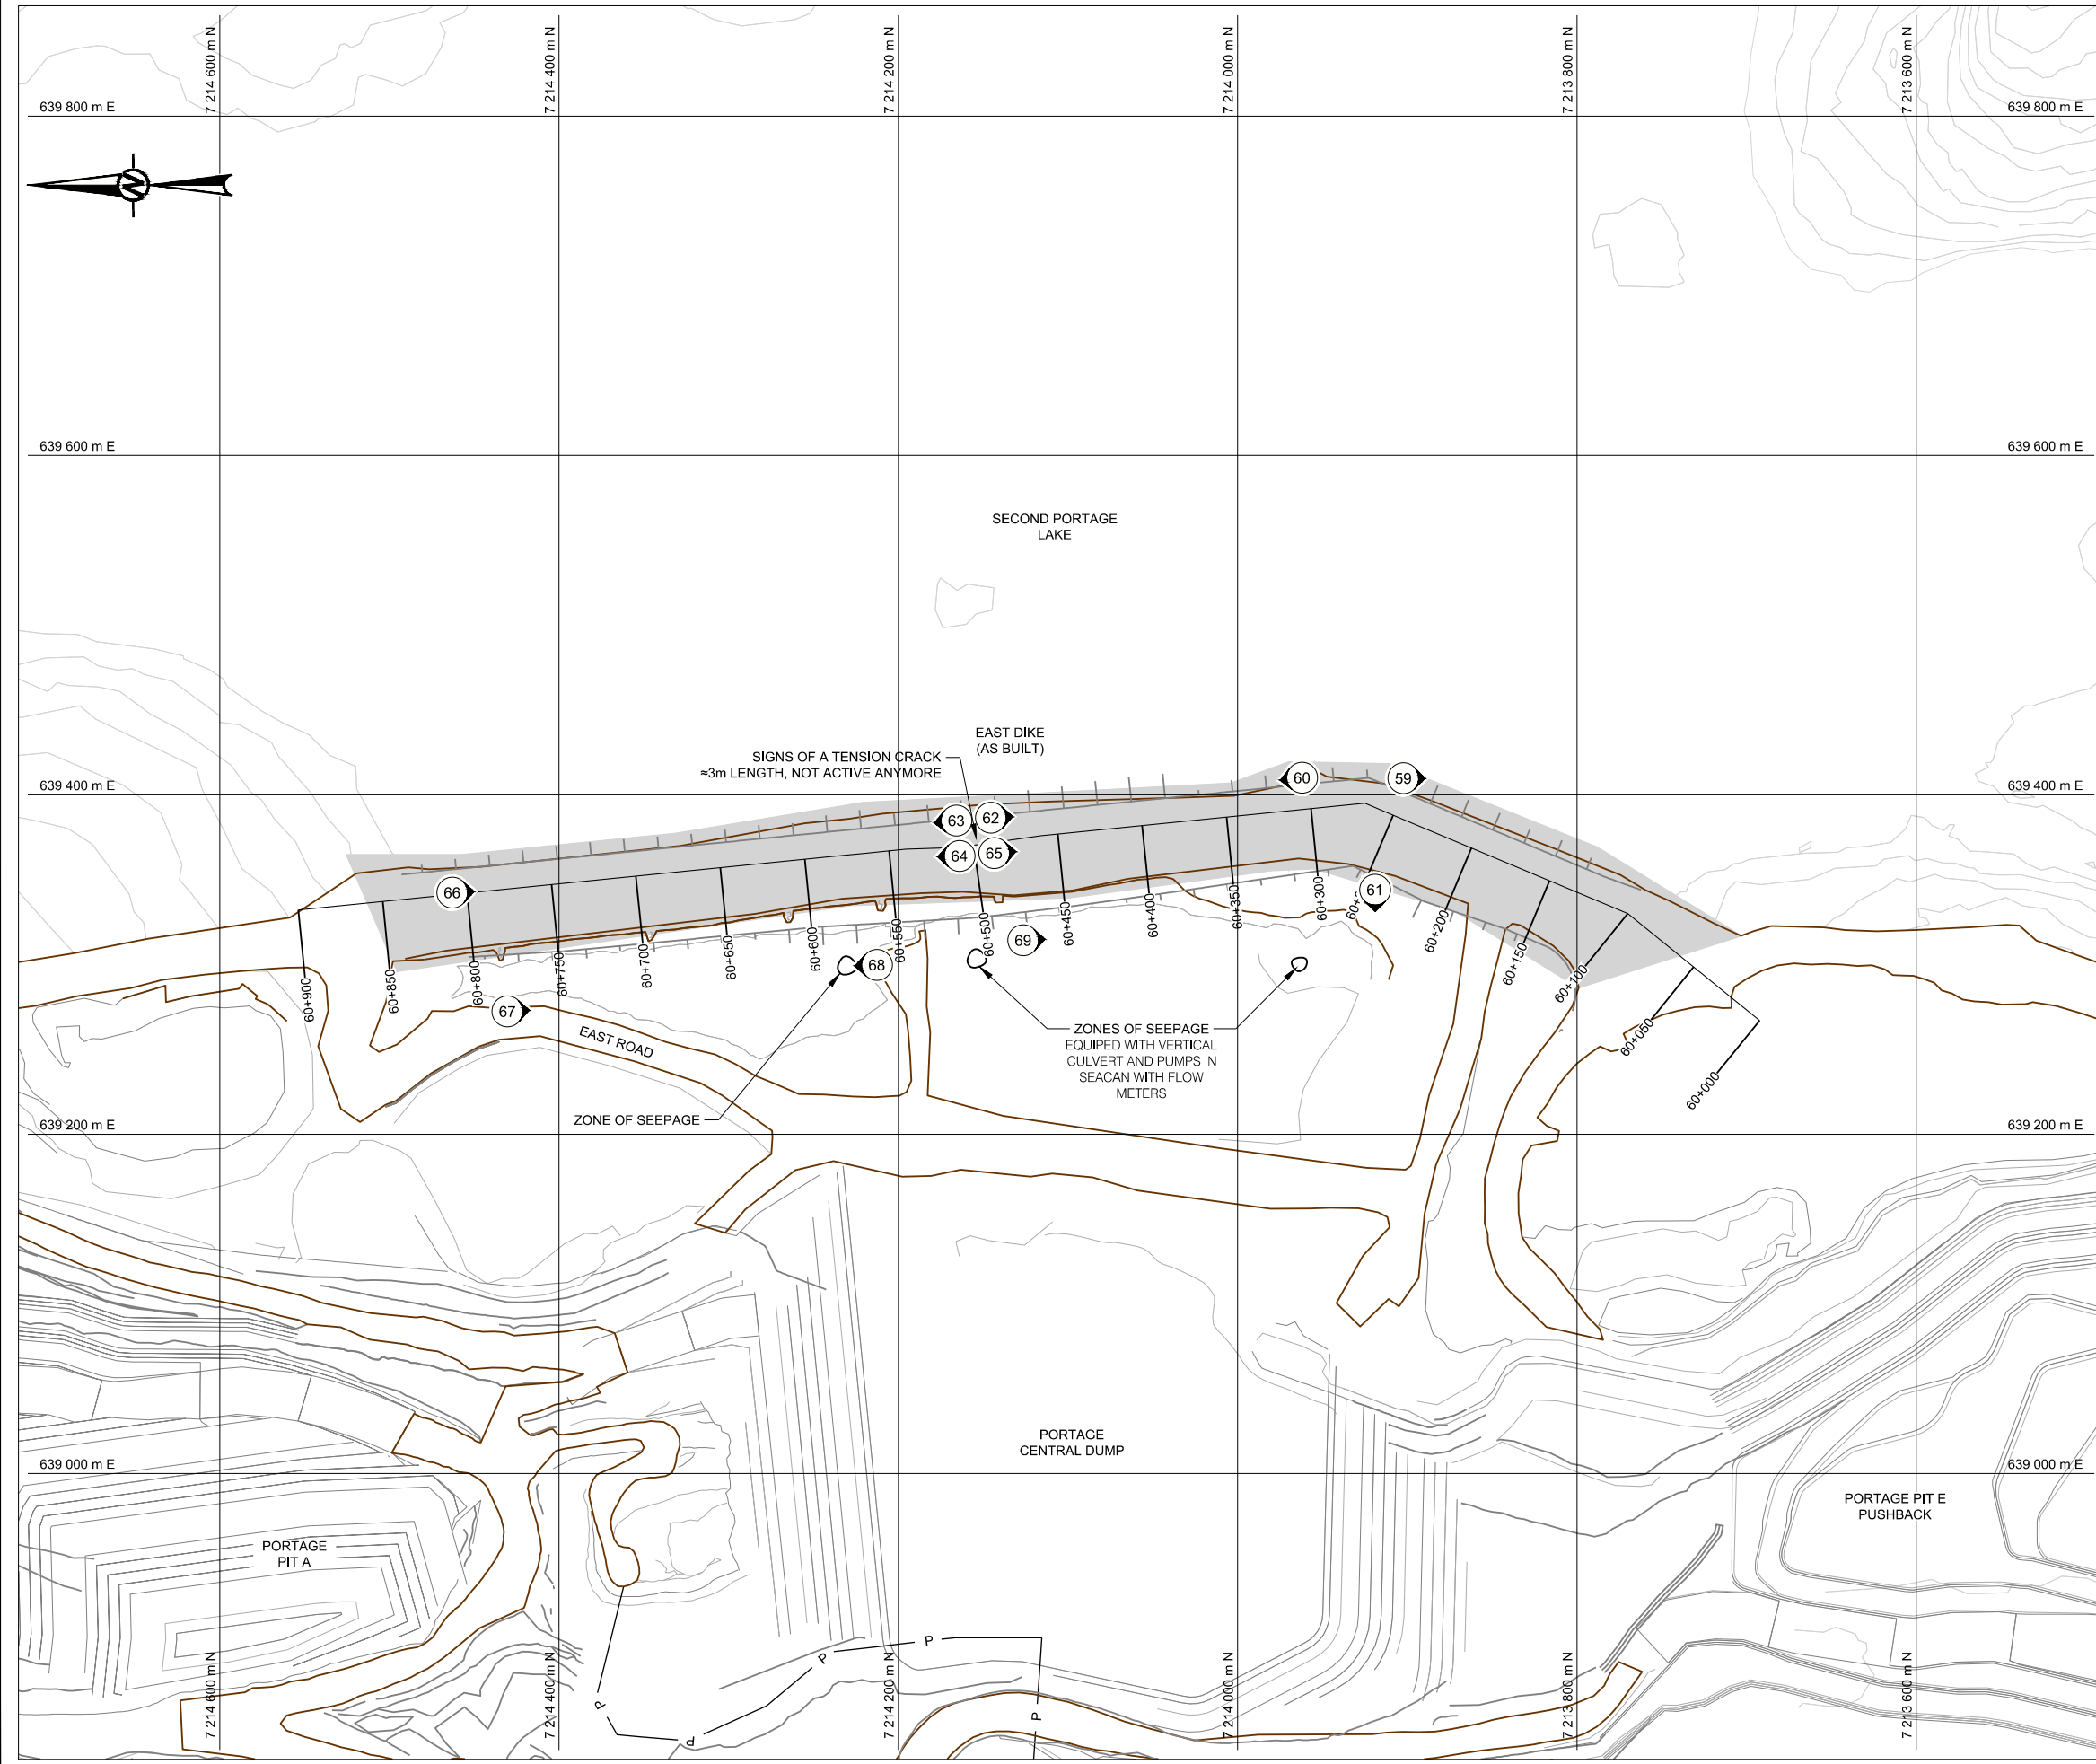 7 214 600 m N
7 214 400 m N
7 214 200 m N
7 214 000 m N
7 213 800 m N
7 213 600 m N
639 800 m E
639 800 m E
N
639 600 m E
639 600 m E
SECOND PORTAGE
LAKE
EAST DIKE
(AS BUILT)
SIGNS OF A TENSION CRACK
≈3m LENGTH, NOT ACTIVE ANYMORE
639 400 m E
639 400 m E
60
59
63
62
64
65
66
61
69
68
67
60+900
60+850
60+800
60+750
60+700
60+650
60+600
60+550
60+500
60+450
60+400
60+350
60+300
60+200
60+150
60+100
60+050
60+000
EAST ROAD
ZONES OF SEEPAGE
EQUIPED WITH VERTICAL
CULVERT AND PUMPS IN
SEACAN WITH FLOW
METERS
ZONE OF SEEPAGE
639 200 m E
639 200 m E
PORTAGE
CENTRAL DUMP
639 000 m E
639 000 m E
PORTAGE PIT E
PUSHBACK
PORTAGE
PIT A
P
P
P
P
P
7 214 600 m N
7 214 400 m N
7 214 200 m N
7 214 000 m N
7 213 800 m N
7 213 600 m N